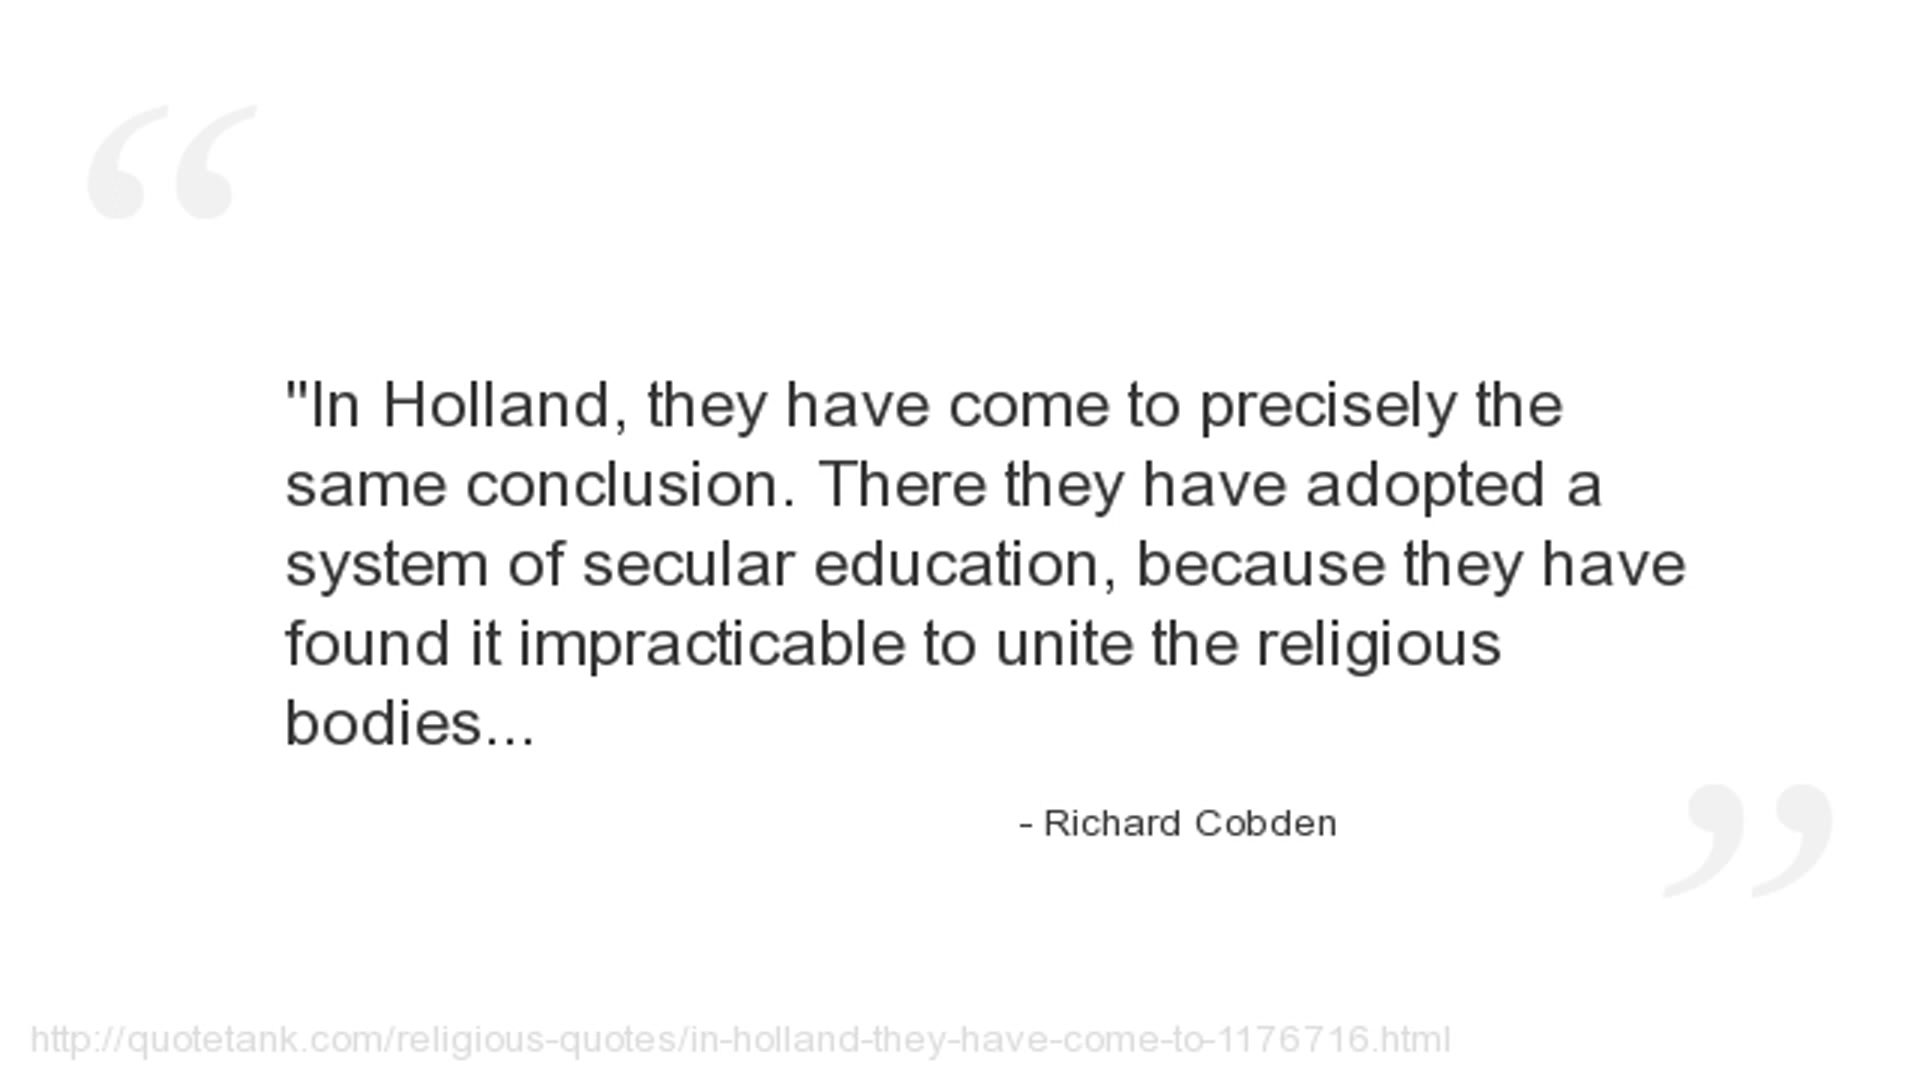 "In Holland, they have come to precisely the
same conclusion. There they have adopted a
system of secular education, because they have
found it impracticable to unite the religious
bodies...
- Richard Cobden
http://quotetank.com/religious-quotes/in-holland-they-have-come-to-1176716.html